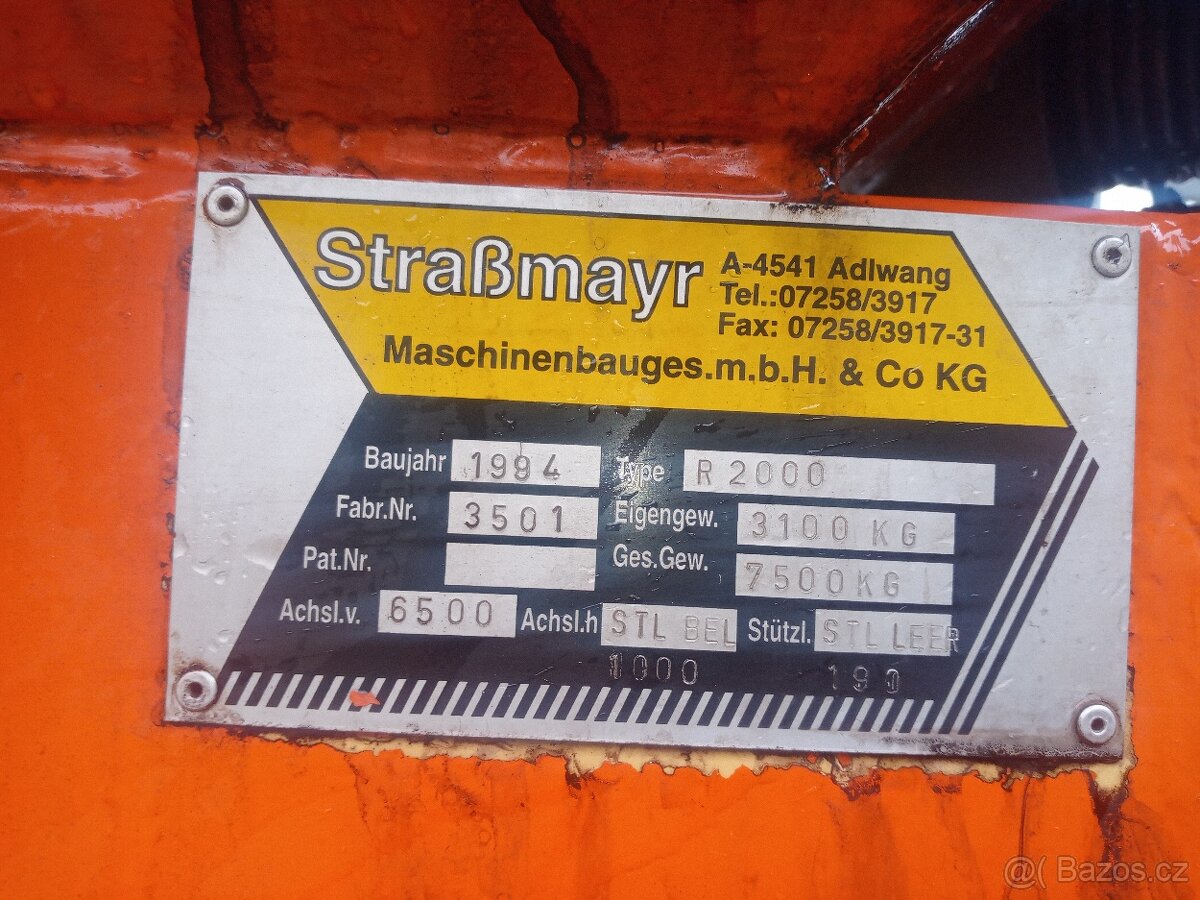 Straßmayr
A-4541 Adlwang
Tel.:07258/3917
Fax: 07258/3917-31
Maschinenbauges.m.b.H. & Co KG
Baujahr 1994 Type R 2000
Fabr.Nr. 3501 Eigengew. 3100 KG
Pat.Nr. Ges.Gew. 7500KG
Achsl.v. 6500 Achsl.h STL BEL Stützl. STL LEER
1000 190
@( Bazos.cz